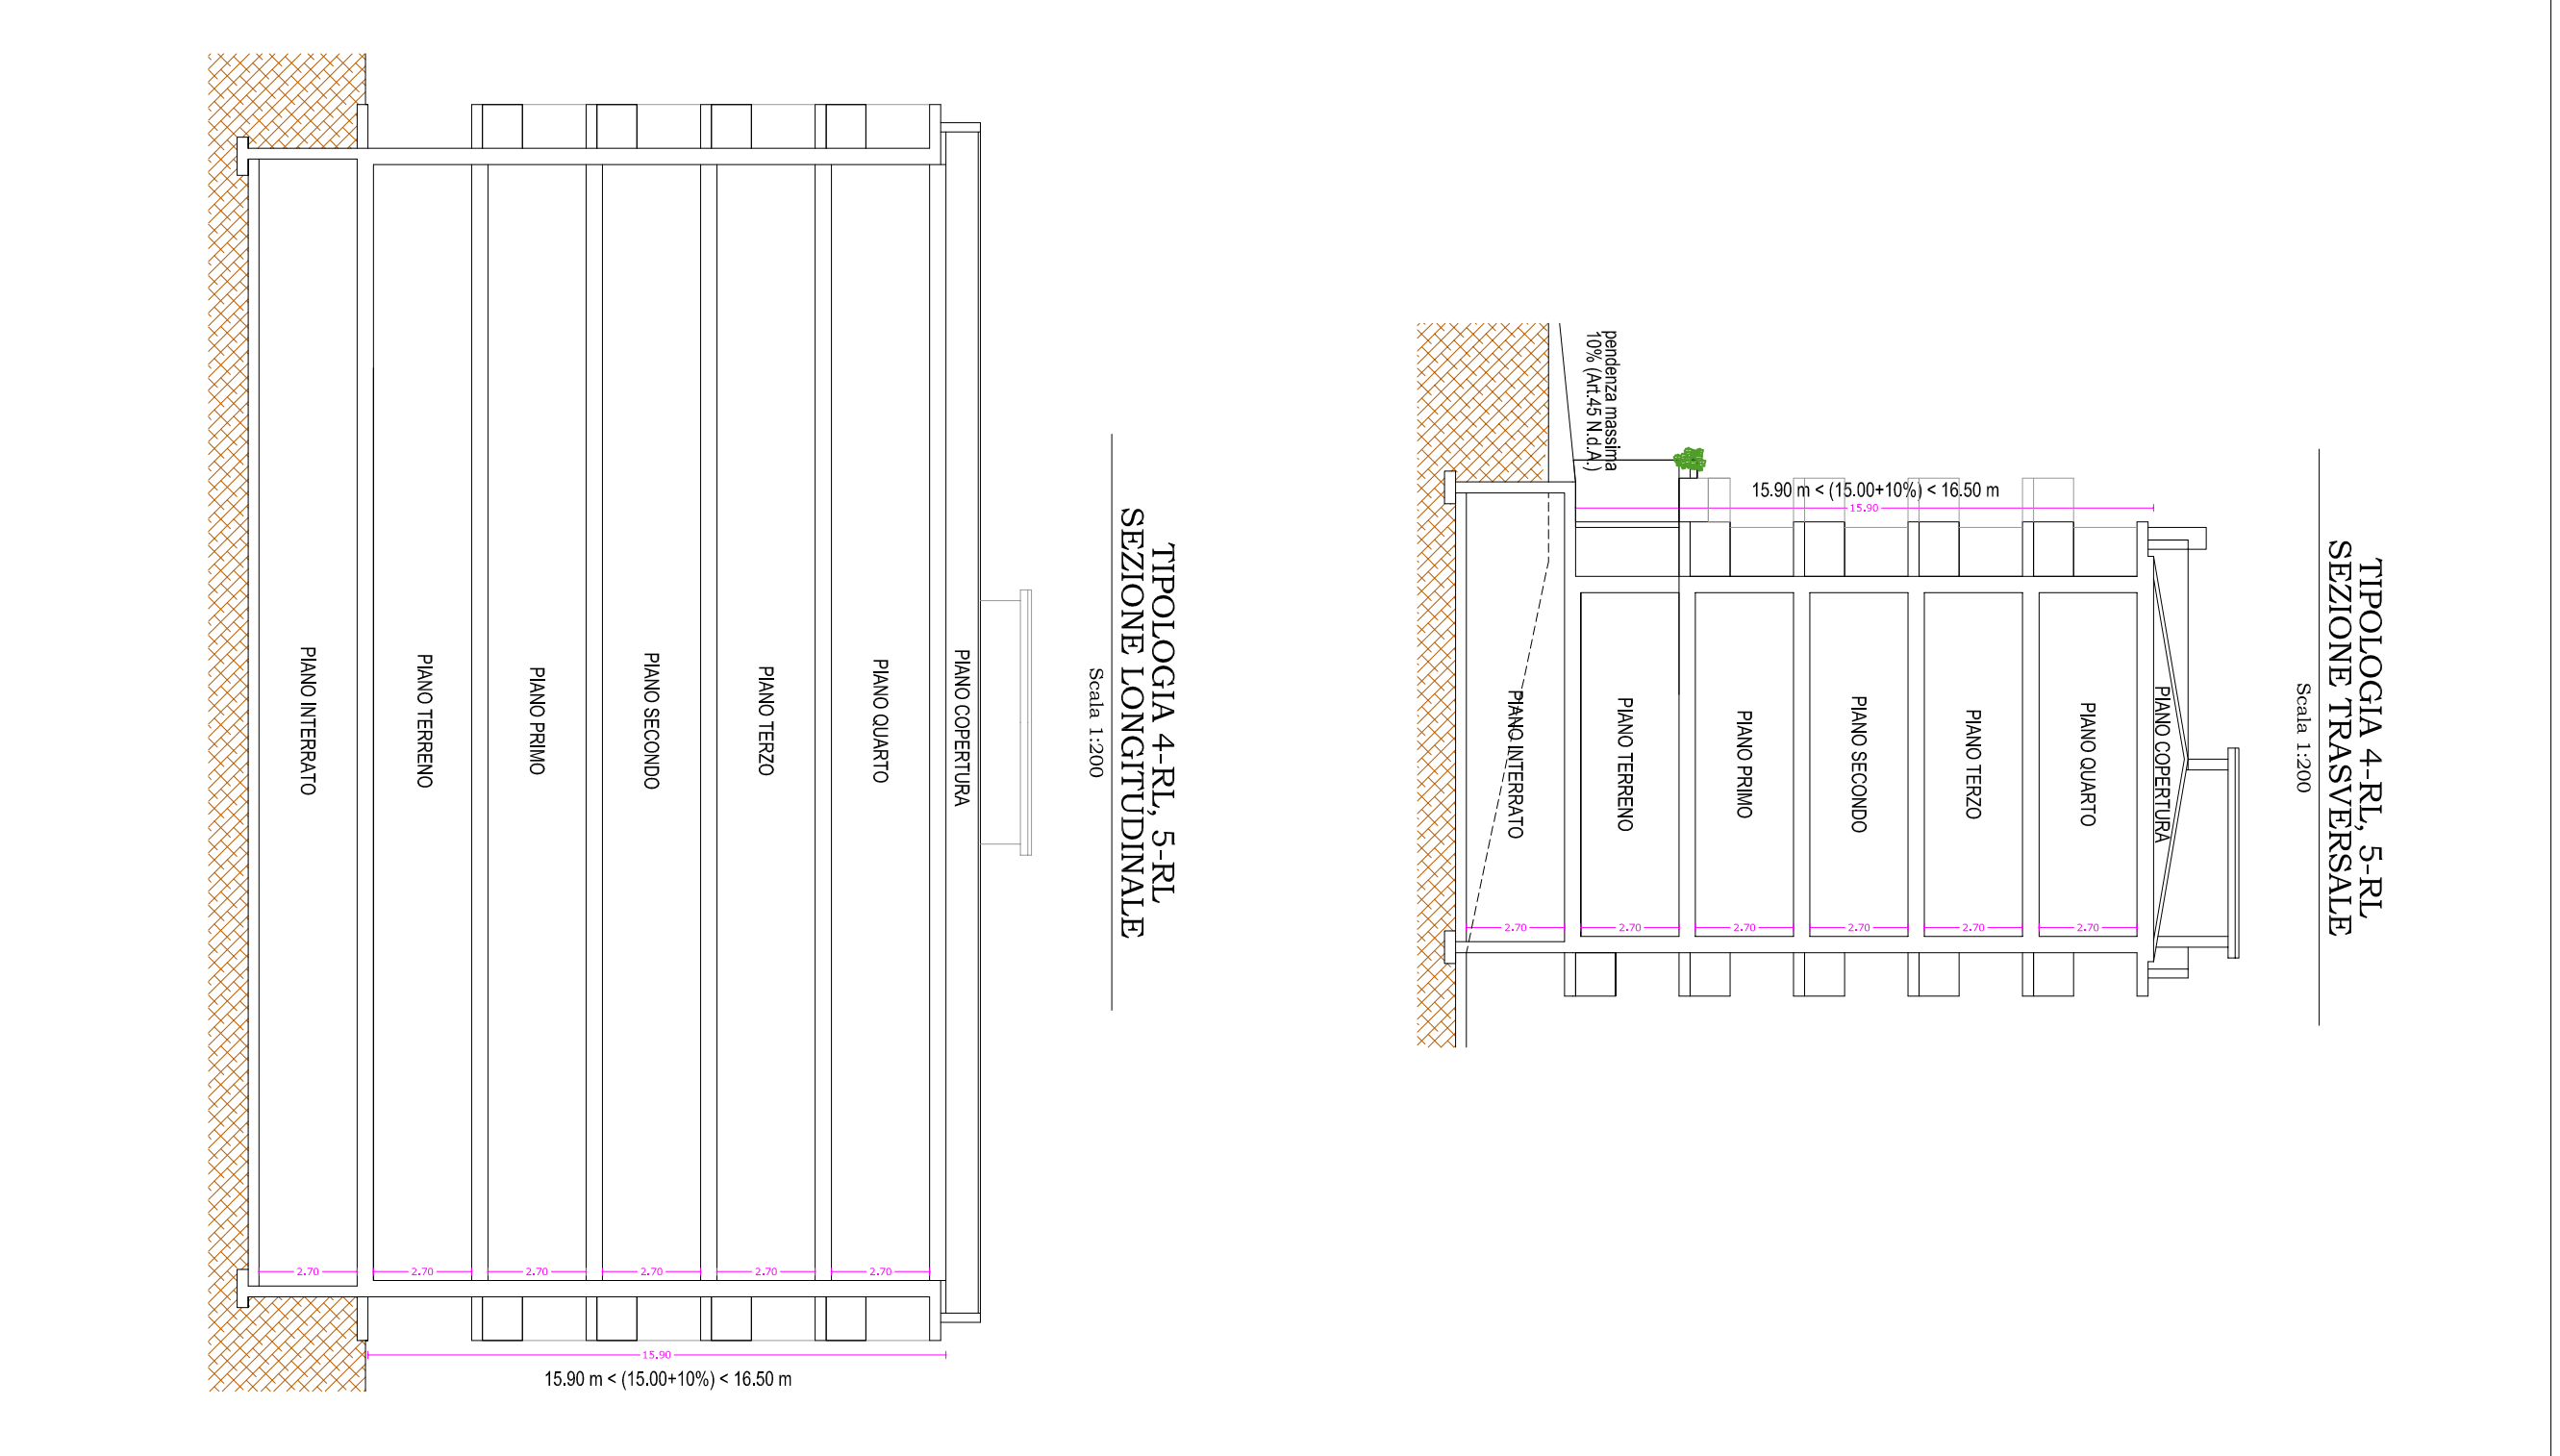 TIPOLOGIA 4-RL, 5-RL
SEZIONE LONGITUDINALE
Scala 1:200
PIANO COPERTURA
PIANO QUARTO
PIANO TERZO
PIANO SECONDO
PIANO PRIMO
PIANO TERRENO
PIANO INTERRATO
2.70
2.70
2.70
2.70
2.70
2.70
15.90
15.90 m < (15.00+10%) < 16.50 m
TIPOLOGIA 4-RL, 5-RL
SEZIONE TRASVERSALE
Scala 1:200
pendenza massima
10% (Art.45 N.d.A.)
15.90 m < (15.00+10%) < 16.50 m
15.90
PIANO COPERTURA
PIANO QUARTO
PIANO TERZO
PIANO SECONDO
PIANO PRIMO
PIANO TERRENO
PIANO INTERRATO
2.70
2.70
2.70
2.70
2.70
2.70